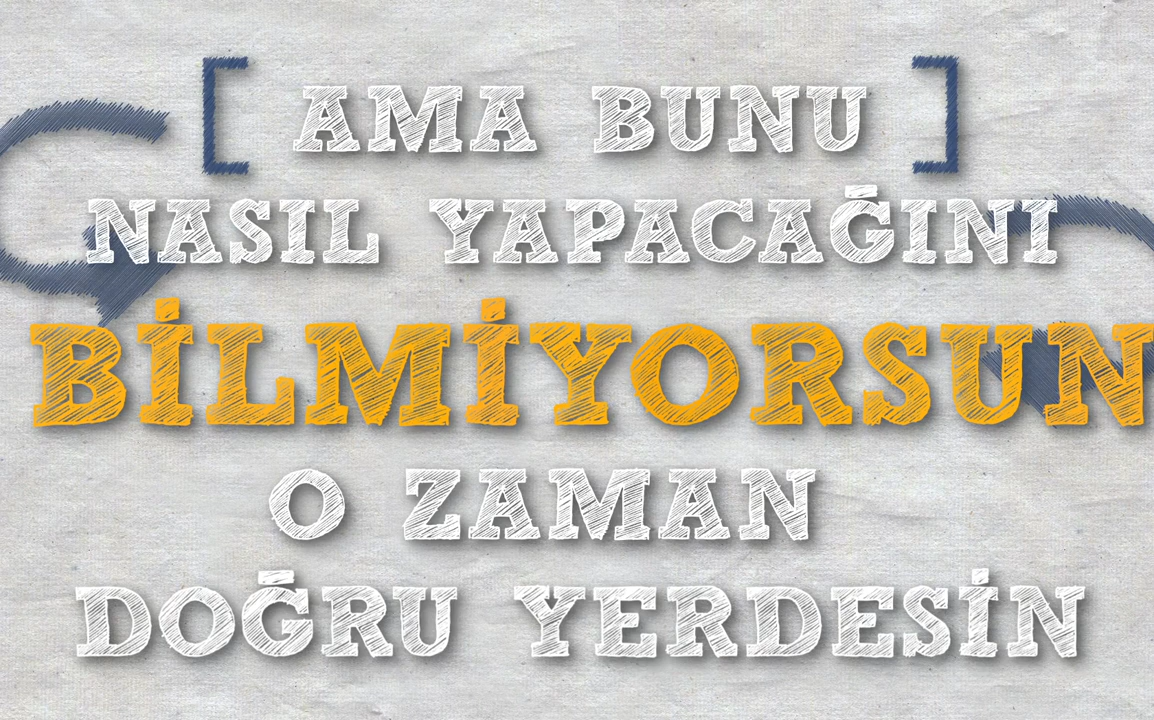 [ AMA BUNU ]
NASIL YAPACAĞINI
BİLMİYORSUN
O ZAMAN
DOĞRU YERDESİN